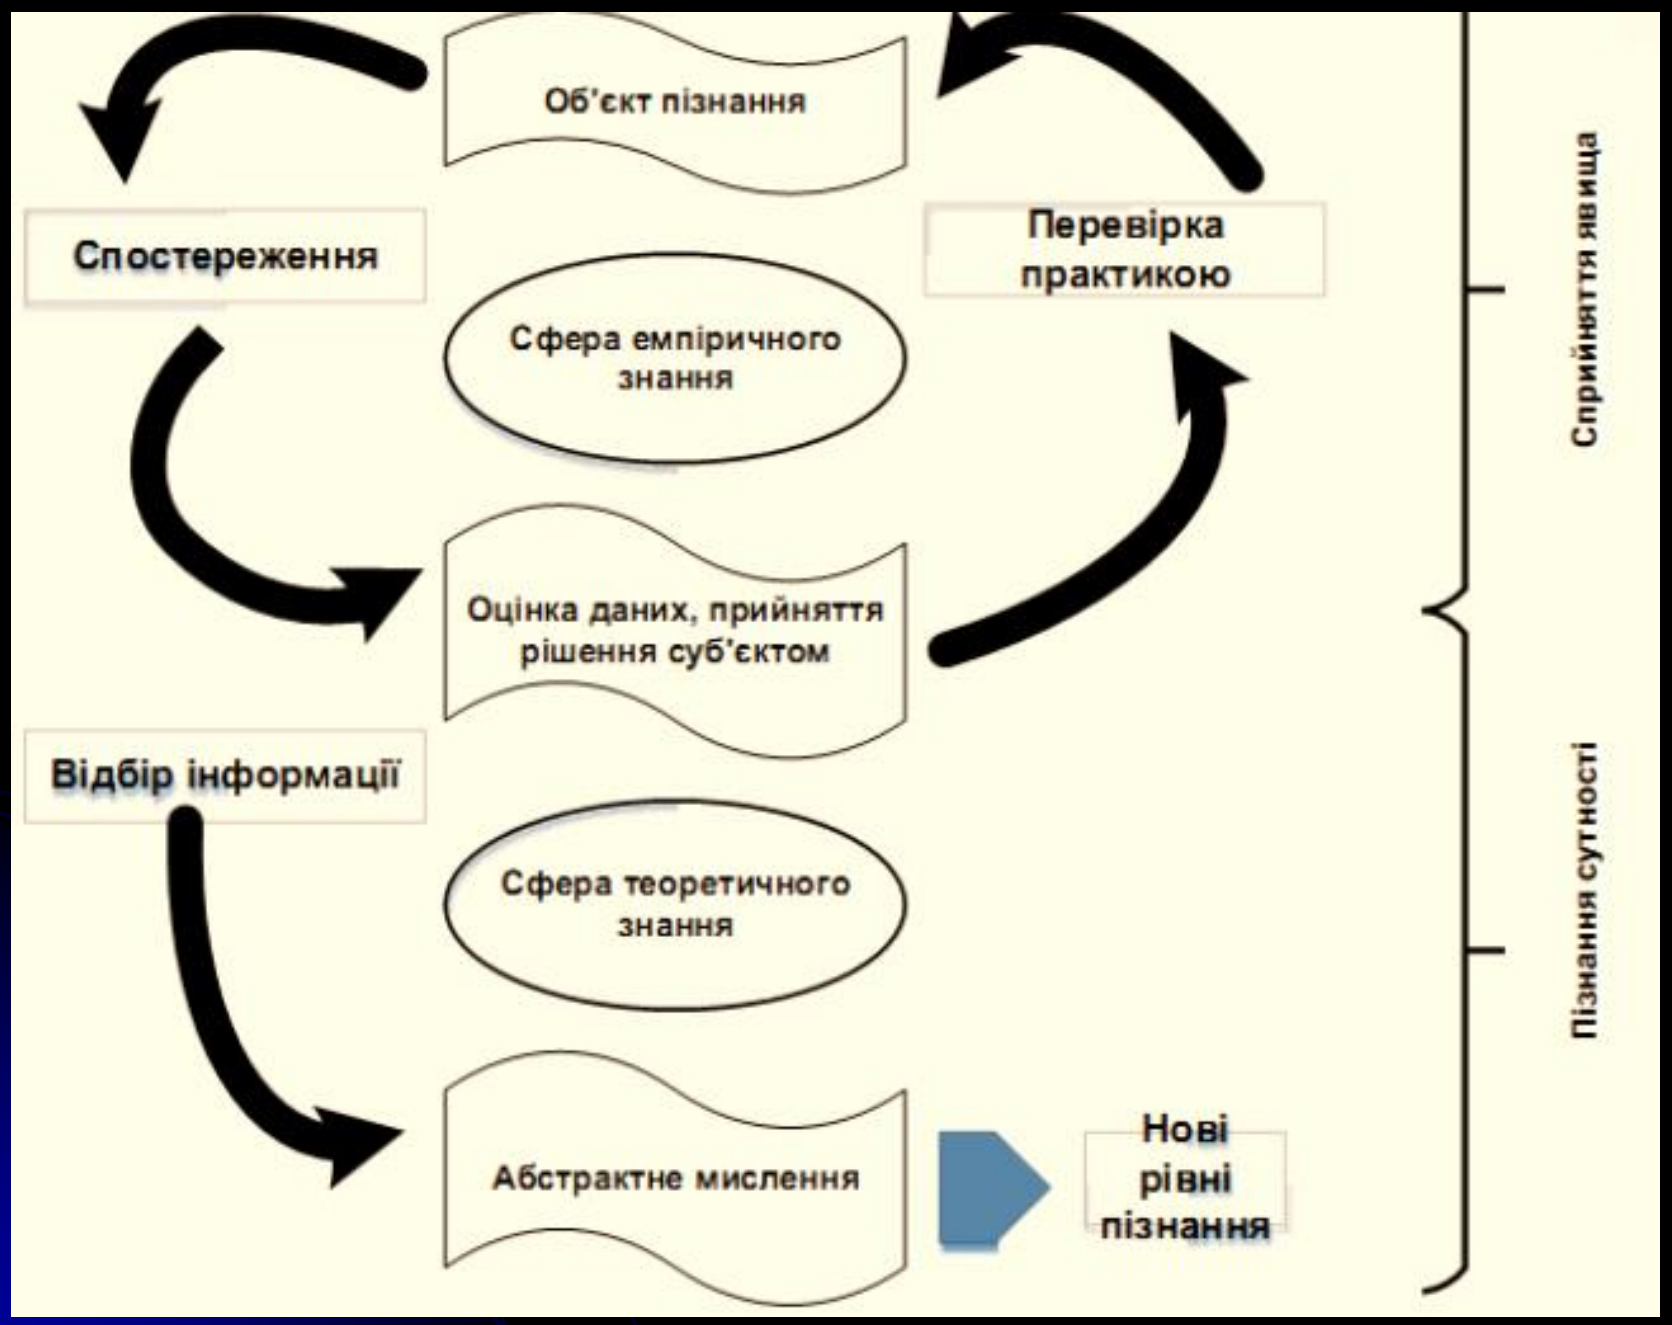 Об'єкт пізнання
Спостереження
Перевірка
практикою
Сфера емпіричного
знання
Сприйняття явища
Оцінка даних, прийняття
рішення суб'єктом
Відбір інформації
Сфера теоретичного
знання
Пізнання сутності
Абстрактне мислення
Нові
рівні
пізнання